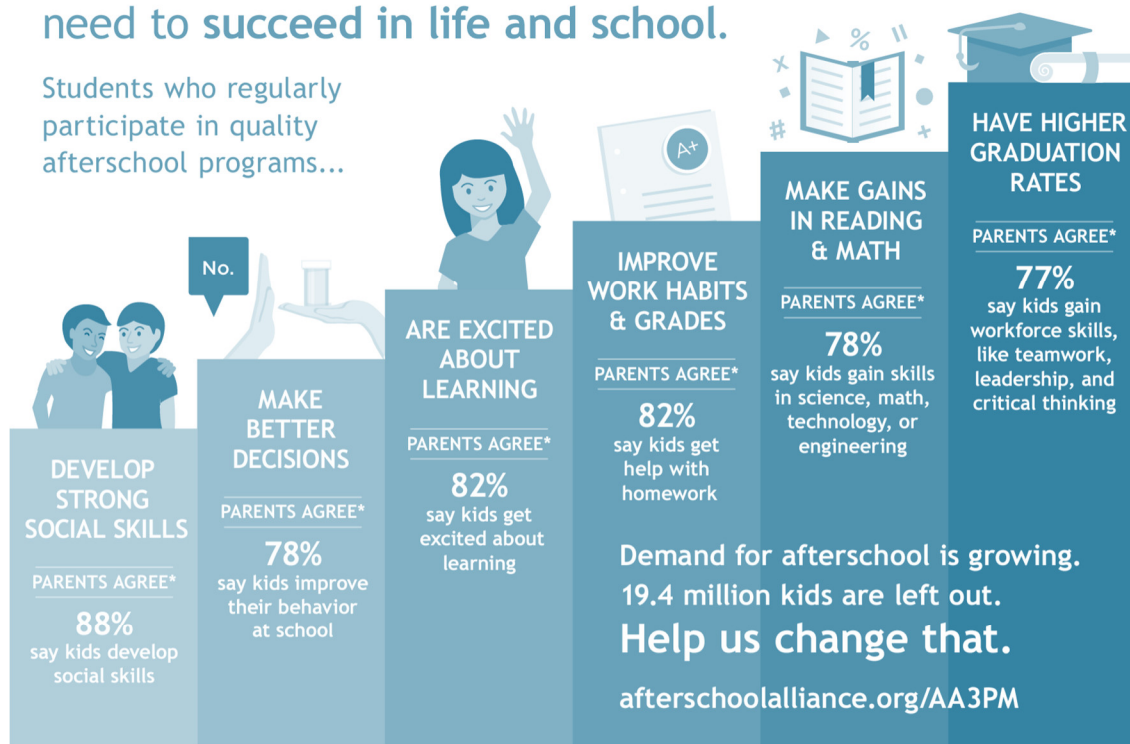 need to succeed in life and school.
Students who regularly
participate in quality
afterschool programs...
No.
A+
x
%
#
+
DEVELOP
STRONG
SOCIAL SKILLS
PARENTS AGREE*
88%
say kids develop
social skills
MAKE
BETTER
DECISIONS
PARENTS AGREE*
78%
say kids improve
their behavior
at school
ARE EXCITED
ABOUT
LEARNING
PARENTS AGREE*
82%
say kids get
excited about
learning
IMPROVE
WORK HABITS
& GRADES
PARENTS AGREE*
82%
say kids get
help with
homework
MAKE GAINS
IN READING
& MATH
PARENTS AGREE*
78%
say kids gain skills
in science, math,
technology, or
engineering
HAVE HIGHER
GRADUATION
RATES
PARENTS AGREE*
77%
say kids gain
workforce skills,
like teamwork,
leadership, and
critical thinking
Demand for afterschool is growing.
19.4 million kids are left out.
Help us change that.
afterschoolalliance.org/AA3PM